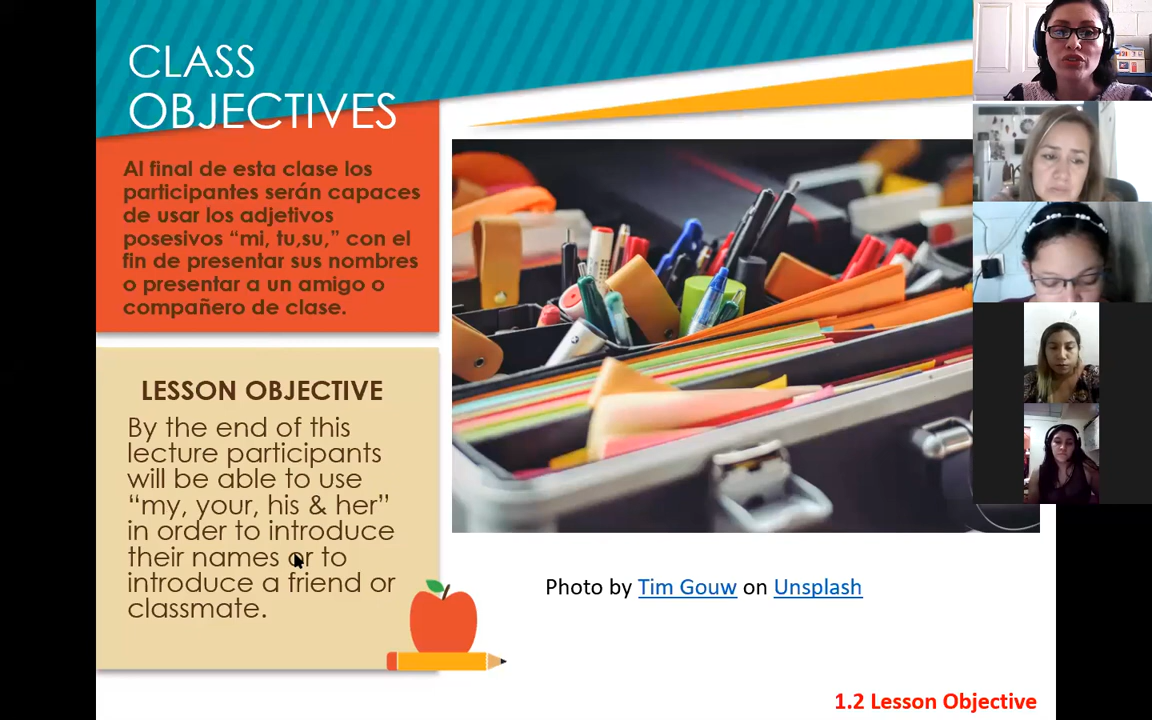 CLASS
OBJECTIVES
Al final de esta clase los
participantes serán capaces
de usar los adjetivos
posesivos “mi, tu,su,” con el
fin de presentar sus nombres
o presentar a un amigo o
compañero de clase.
LESSON OBJECTIVE
By the end of this
lecture participants
will be able to use
“my, your, his & her”
in order to introduce
their names or to
introduce a friend or
classmate.
Photo by Tim Gouw on Unsplash
1.2 Lesson Objective